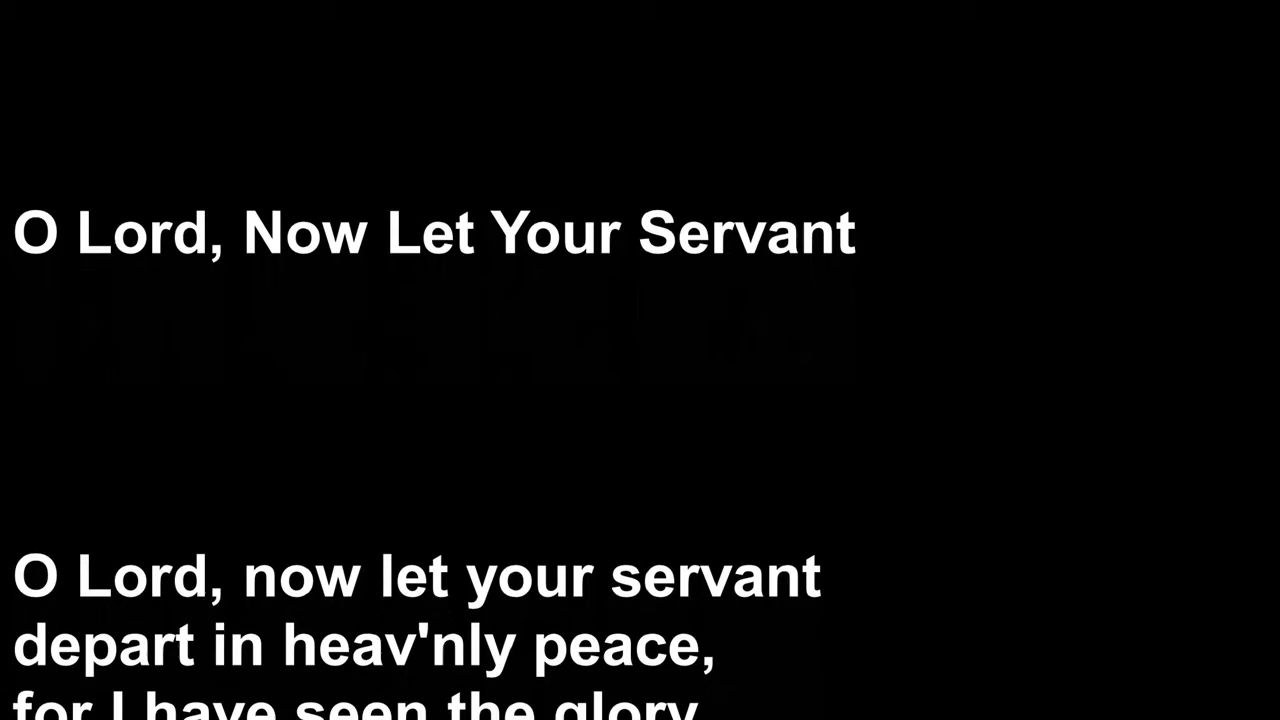 O Lord, Now Let Your Servant
O Lord, now let your servant
depart in heav'nly peace,
for I have seen the glory